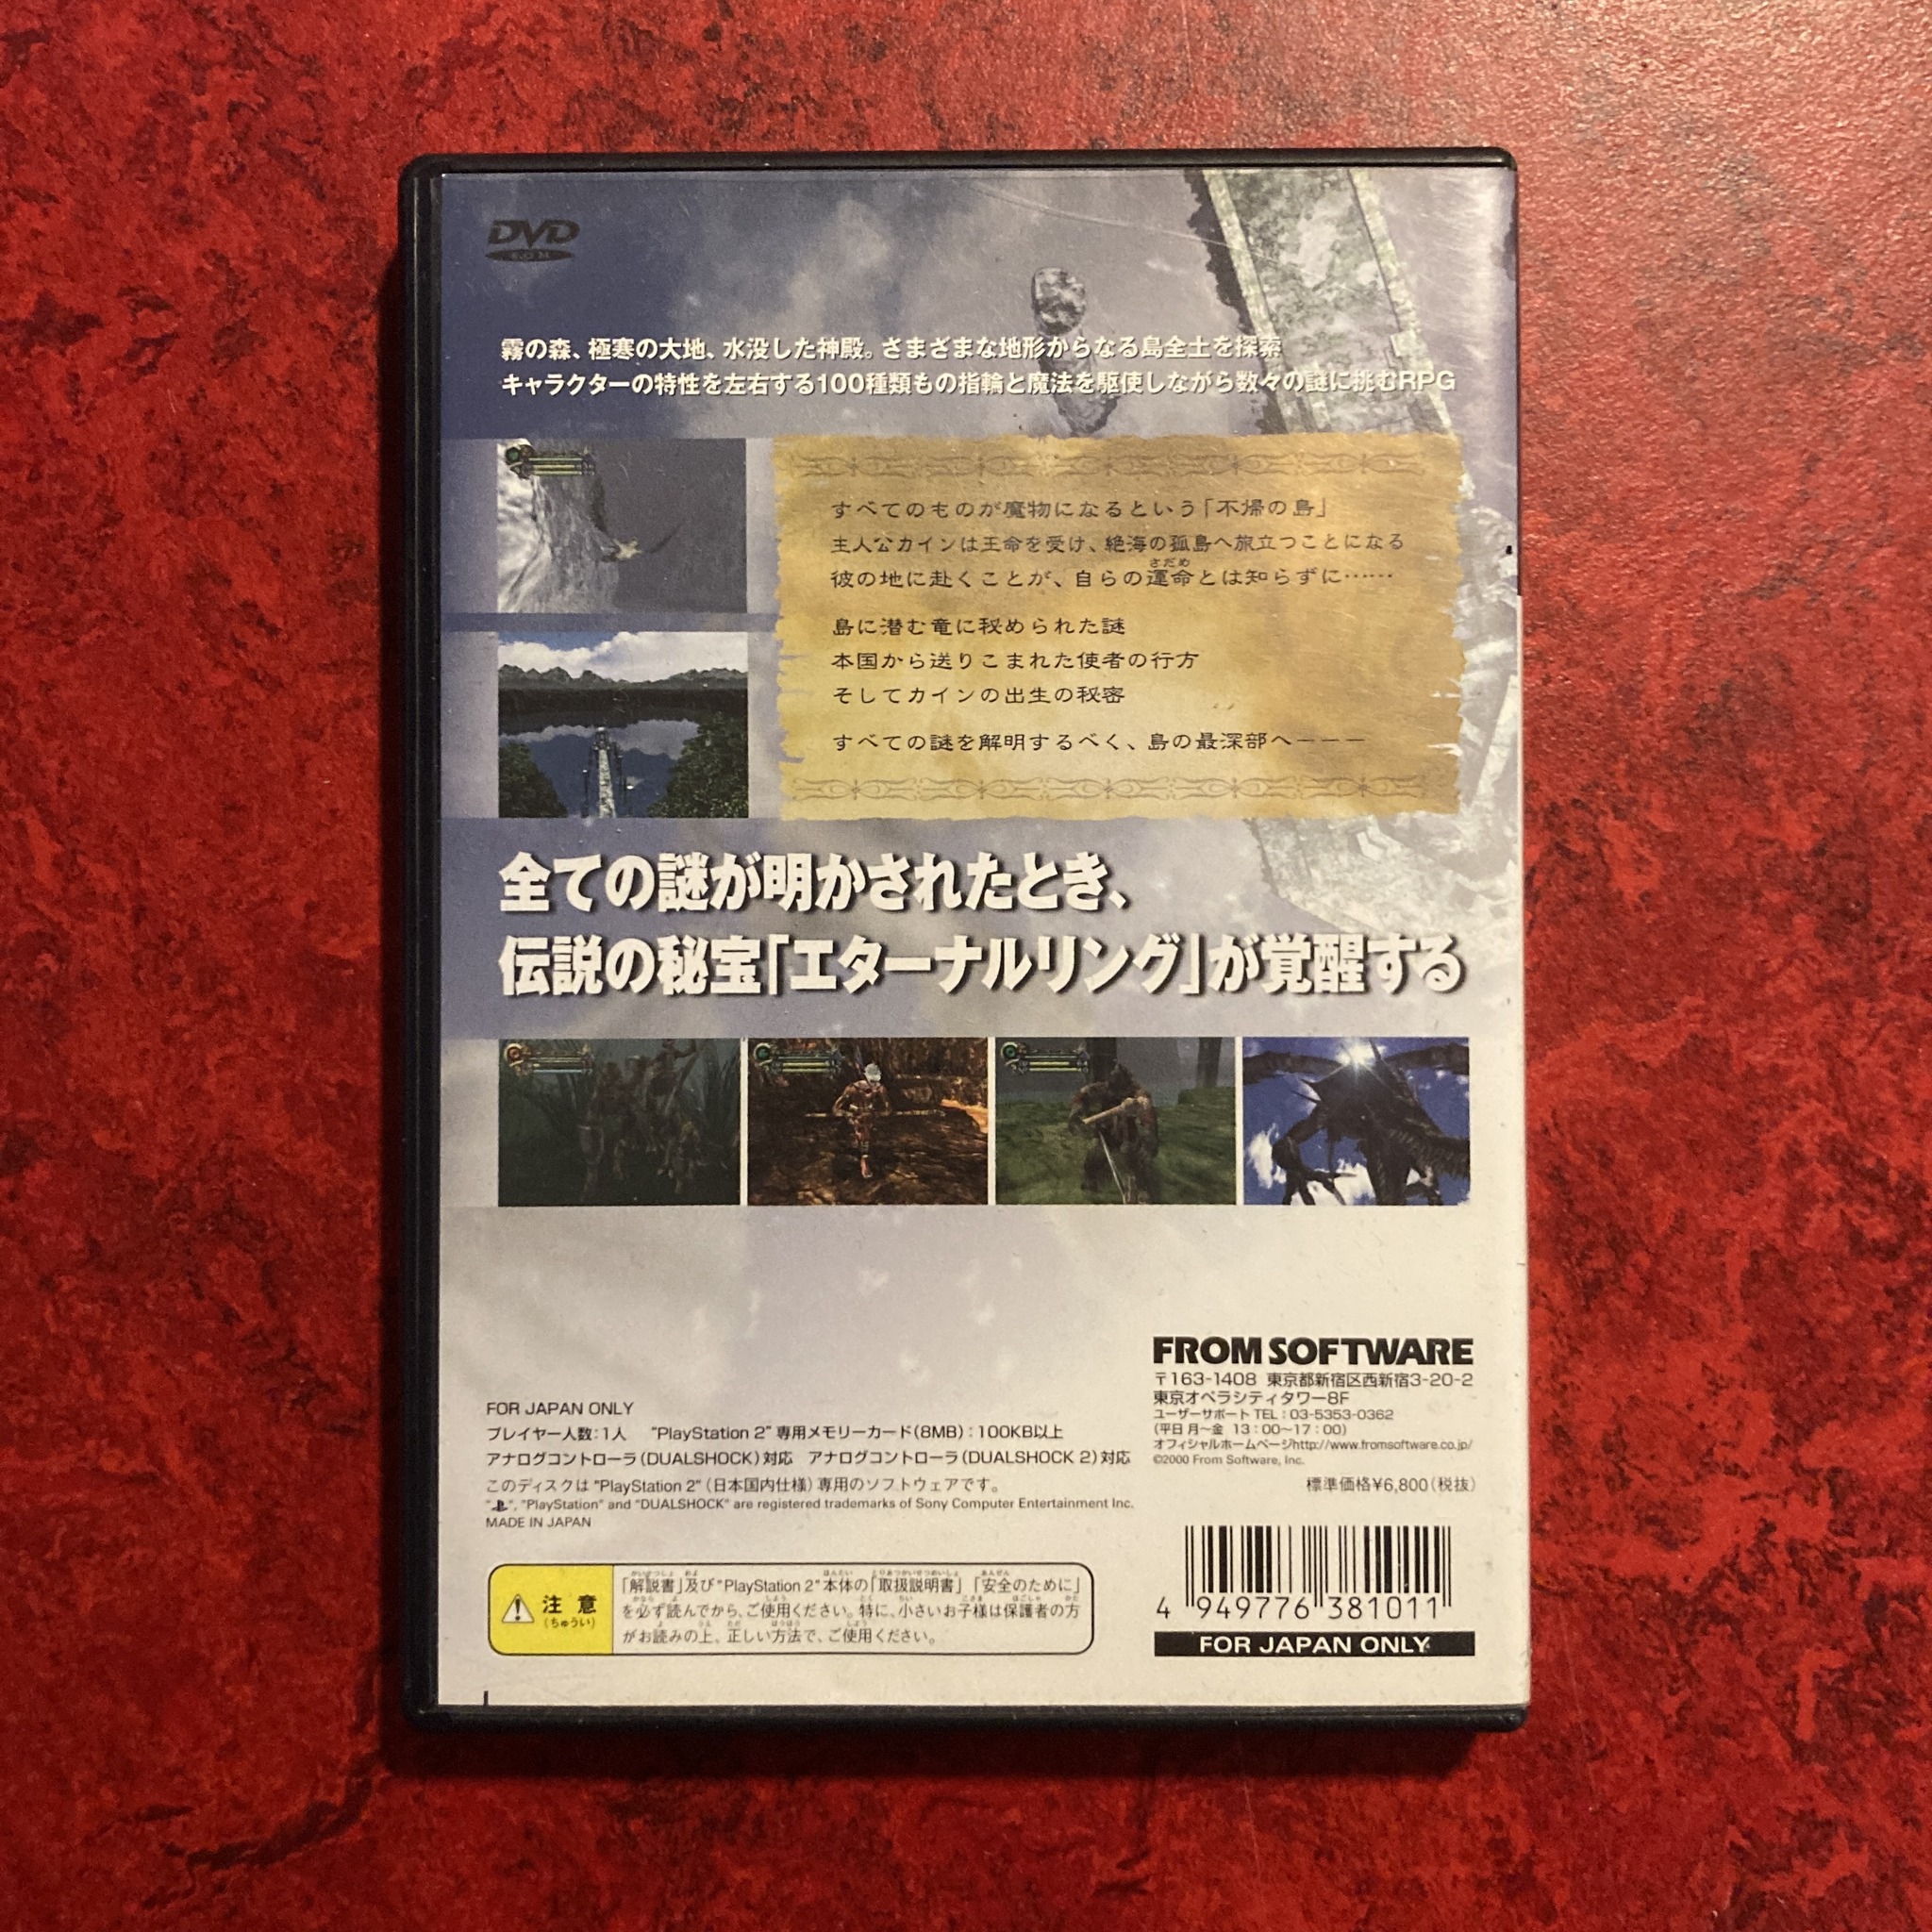 DVD
ROM
霧の森、極寒の大地、水没した神殿。さまざまな地形からなる島全土を探索
キャラクターの特性を左右する100種類もの指輪と魔法を駆使しながら数々の謎に挑むRPG
すべてのものが魔物になるという「不帰の島」
主人公カインは王命を受け、絶海の孤島へ旅立つことになる
さだめ
彼の地に赴くことが、自らの運命とは知らずに……
島に潜む竜に秘められた謎
本国から送りこまれた使者の行方
そしてカインの出生の秘密
すべての謎を解明するべく、島の最深部へーーー
全ての謎が明かされたとき、
伝説の秘宝「エターナルリング」が覚醒する
FROM SOFTWARE
〒163-1408 東京都新宿区西新宿3-20-2
東京オペラシティタワー8F
ユーザーサポート TEL：03-5353-0362
(平日 月～金 13：00～17：00)
オフィシャルホームページhttp://www.fromsoftware.co.jp/
©2000 From Software, Inc.
標準価格¥6,800(税抜)
FOR JAPAN ONLY
プレイヤー人数：1人 "PlayStation 2"専用メモリーカード(8MB)：100KB以上
アナログコントローラ(DUALSHOCK)対応 アナログコントローラ(DUALSHOCK 2)対応
このディスクは"PlayStation 2"(日本国内仕様)専用のソフトウェアです。
" ", "PlayStation" and "DUALSHOCK" are registered trademarks of Sony Computer Entertainment Inc.
MADE IN JAPAN
注意
(ちゅうい)
「解説書」及び"PlayStation 2"本体の「取扱説明書」「安全のために」
を必ず読んでから、ご使用ください。特に、小さいお子様は保護者の方
がお読みの上、正しい方法で、ご使用ください。
4 949776 381011
FOR JAPAN ONLY